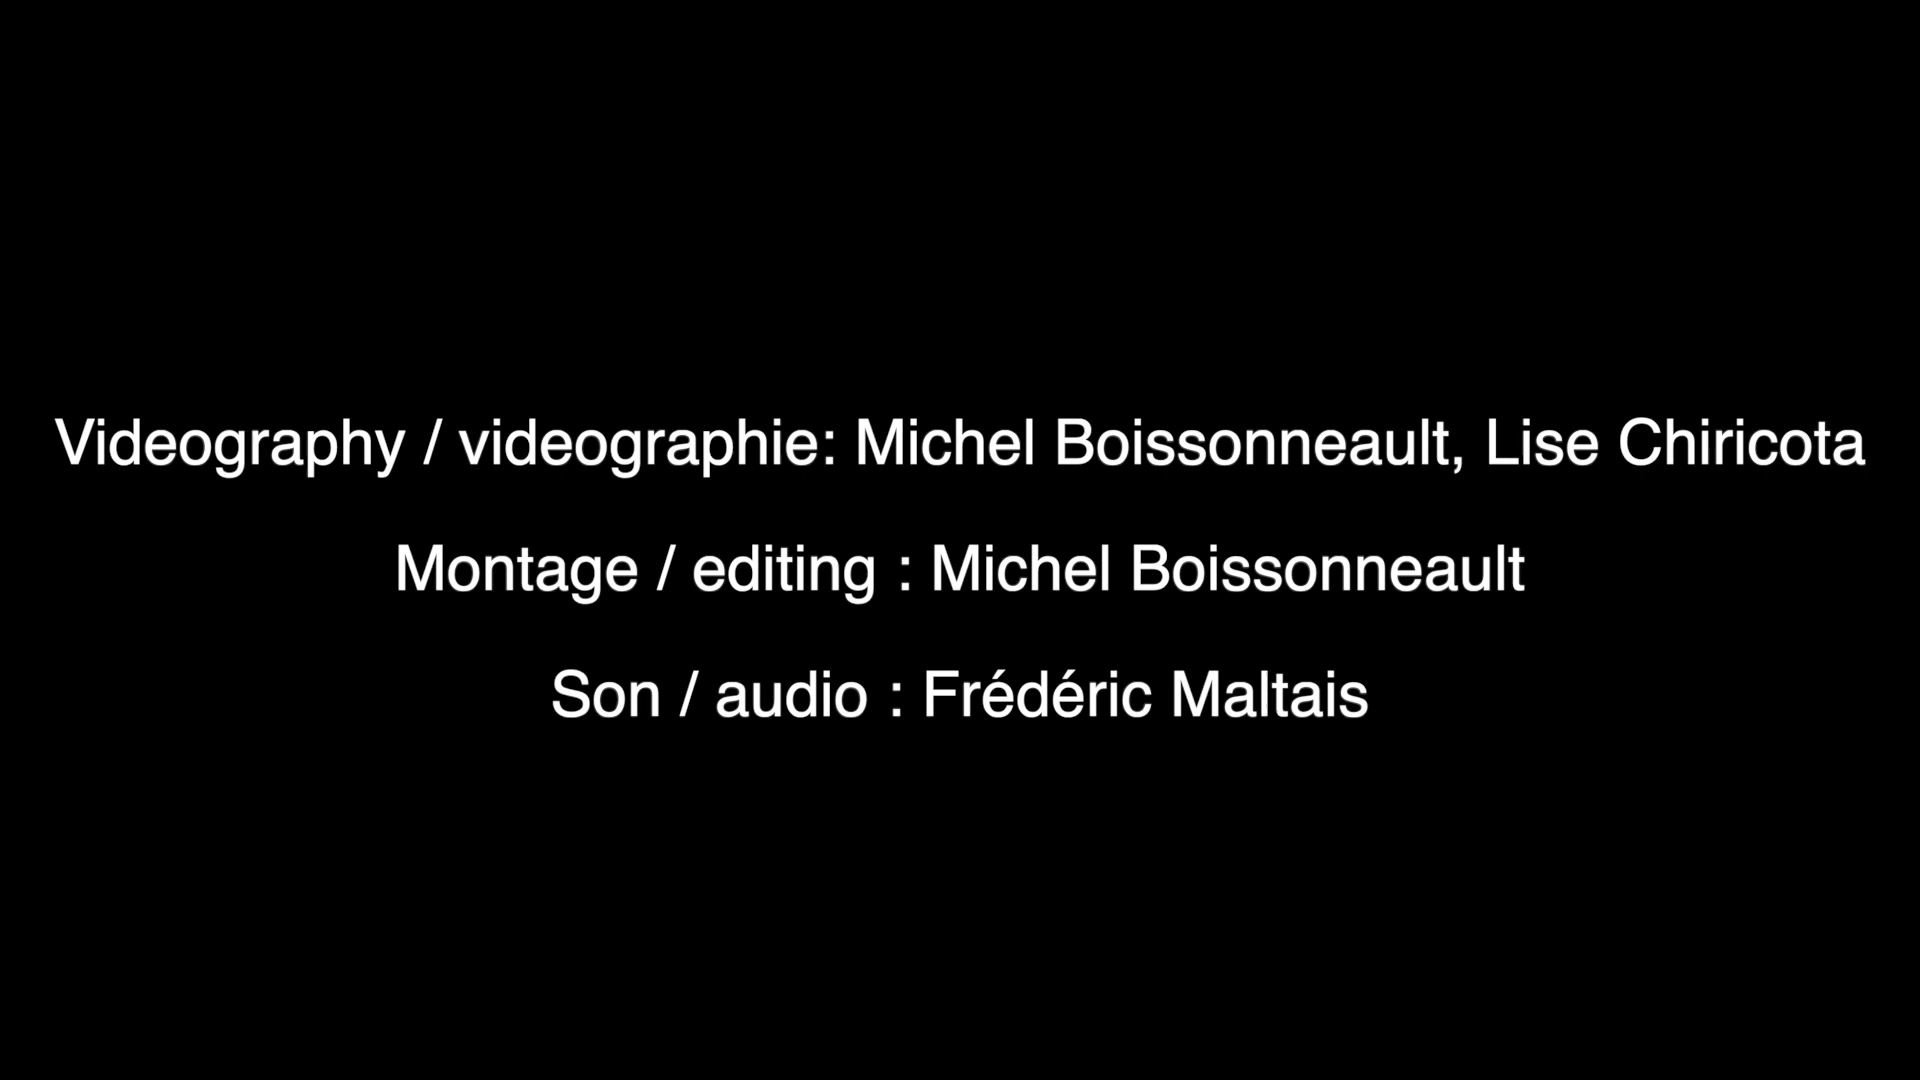 Videography / videographie: Michel Boissonneault, Lise Chiricota
Montage / editing : Michel Boissonneault
Son / audio : Frédéric Maltais